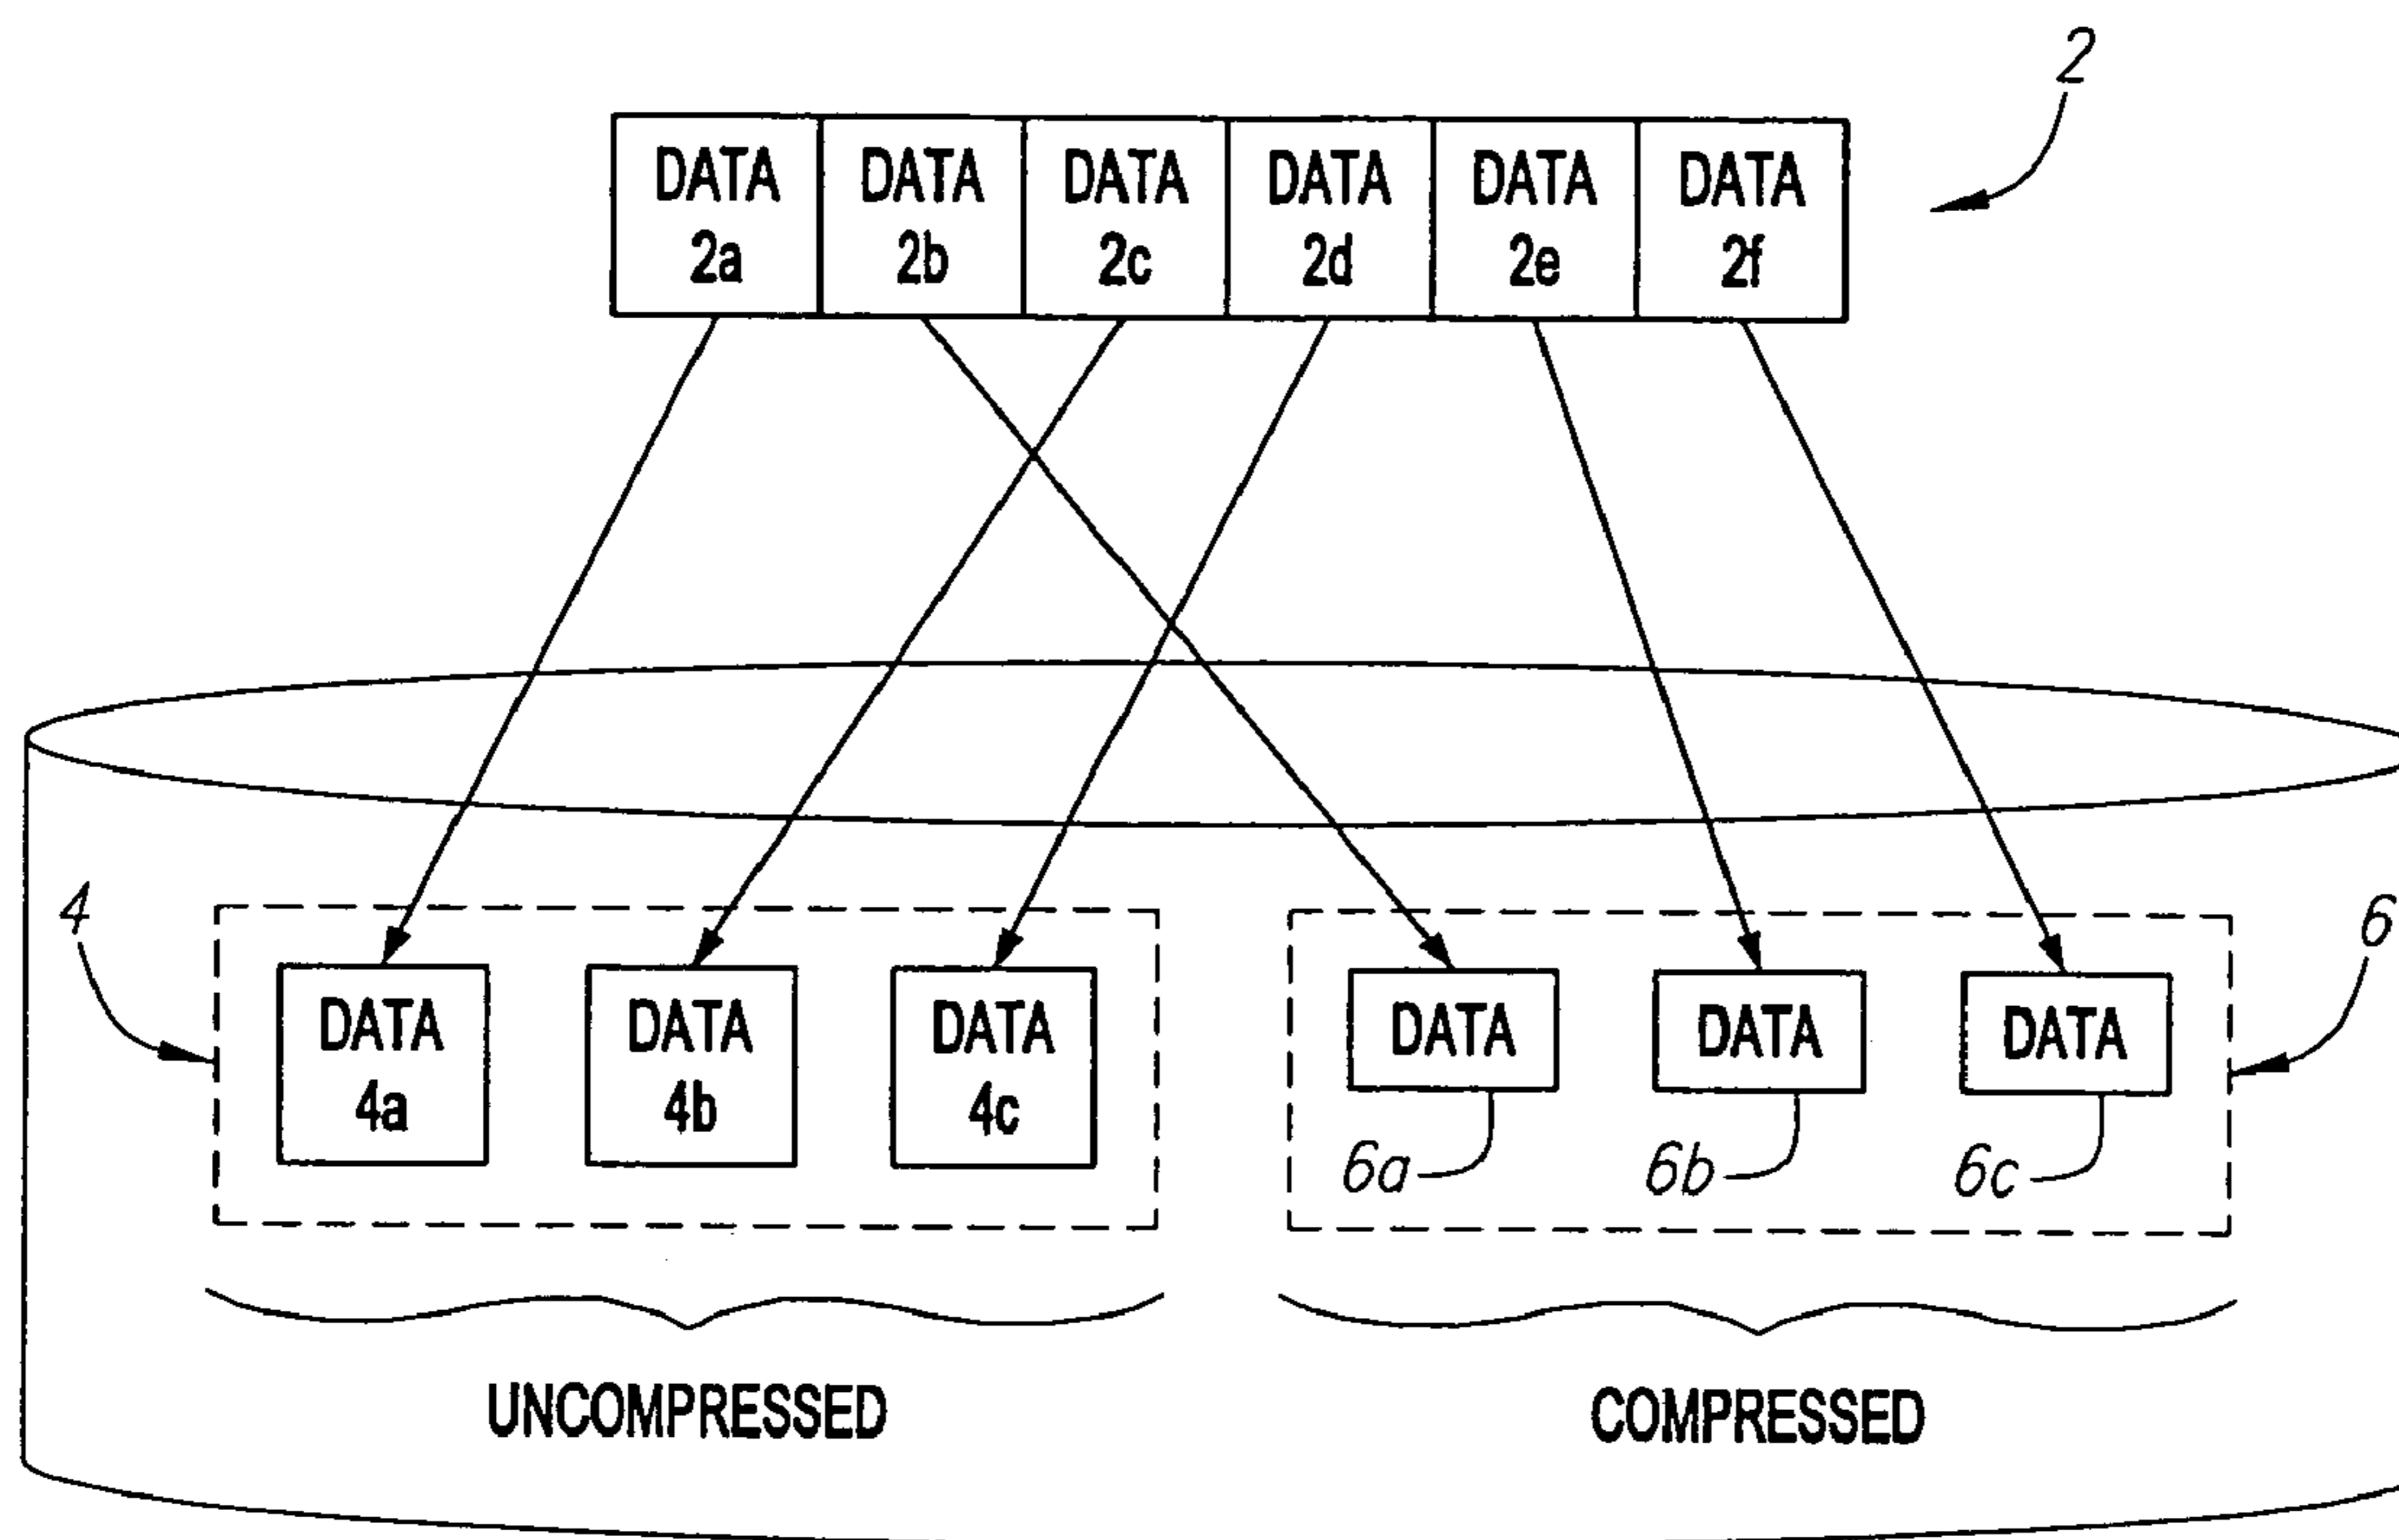 2
DATA 2a
DATA 2b
DATA 2c
DATA 2d
DATA 2e
DATA 2f
4
6
DATA 4a
DATA 4b
DATA 4c
DATA
DATA
DATA
6a
6b
6c
UNCOMPRESSED
COMPRESSED